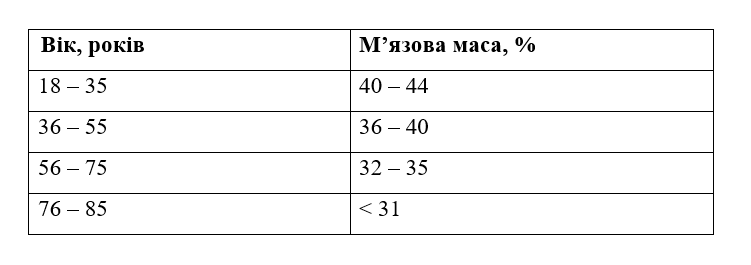 Вік, років М’язова маса, %
18 – 35 40 – 44
36 – 55 36 – 40
56 – 75 32 – 35
76 – 85 < 31